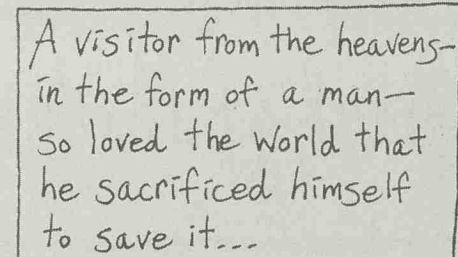 A visitor from the heavens—
in the form of a man—
so loved the world that
he sacrificed himself
to save it...